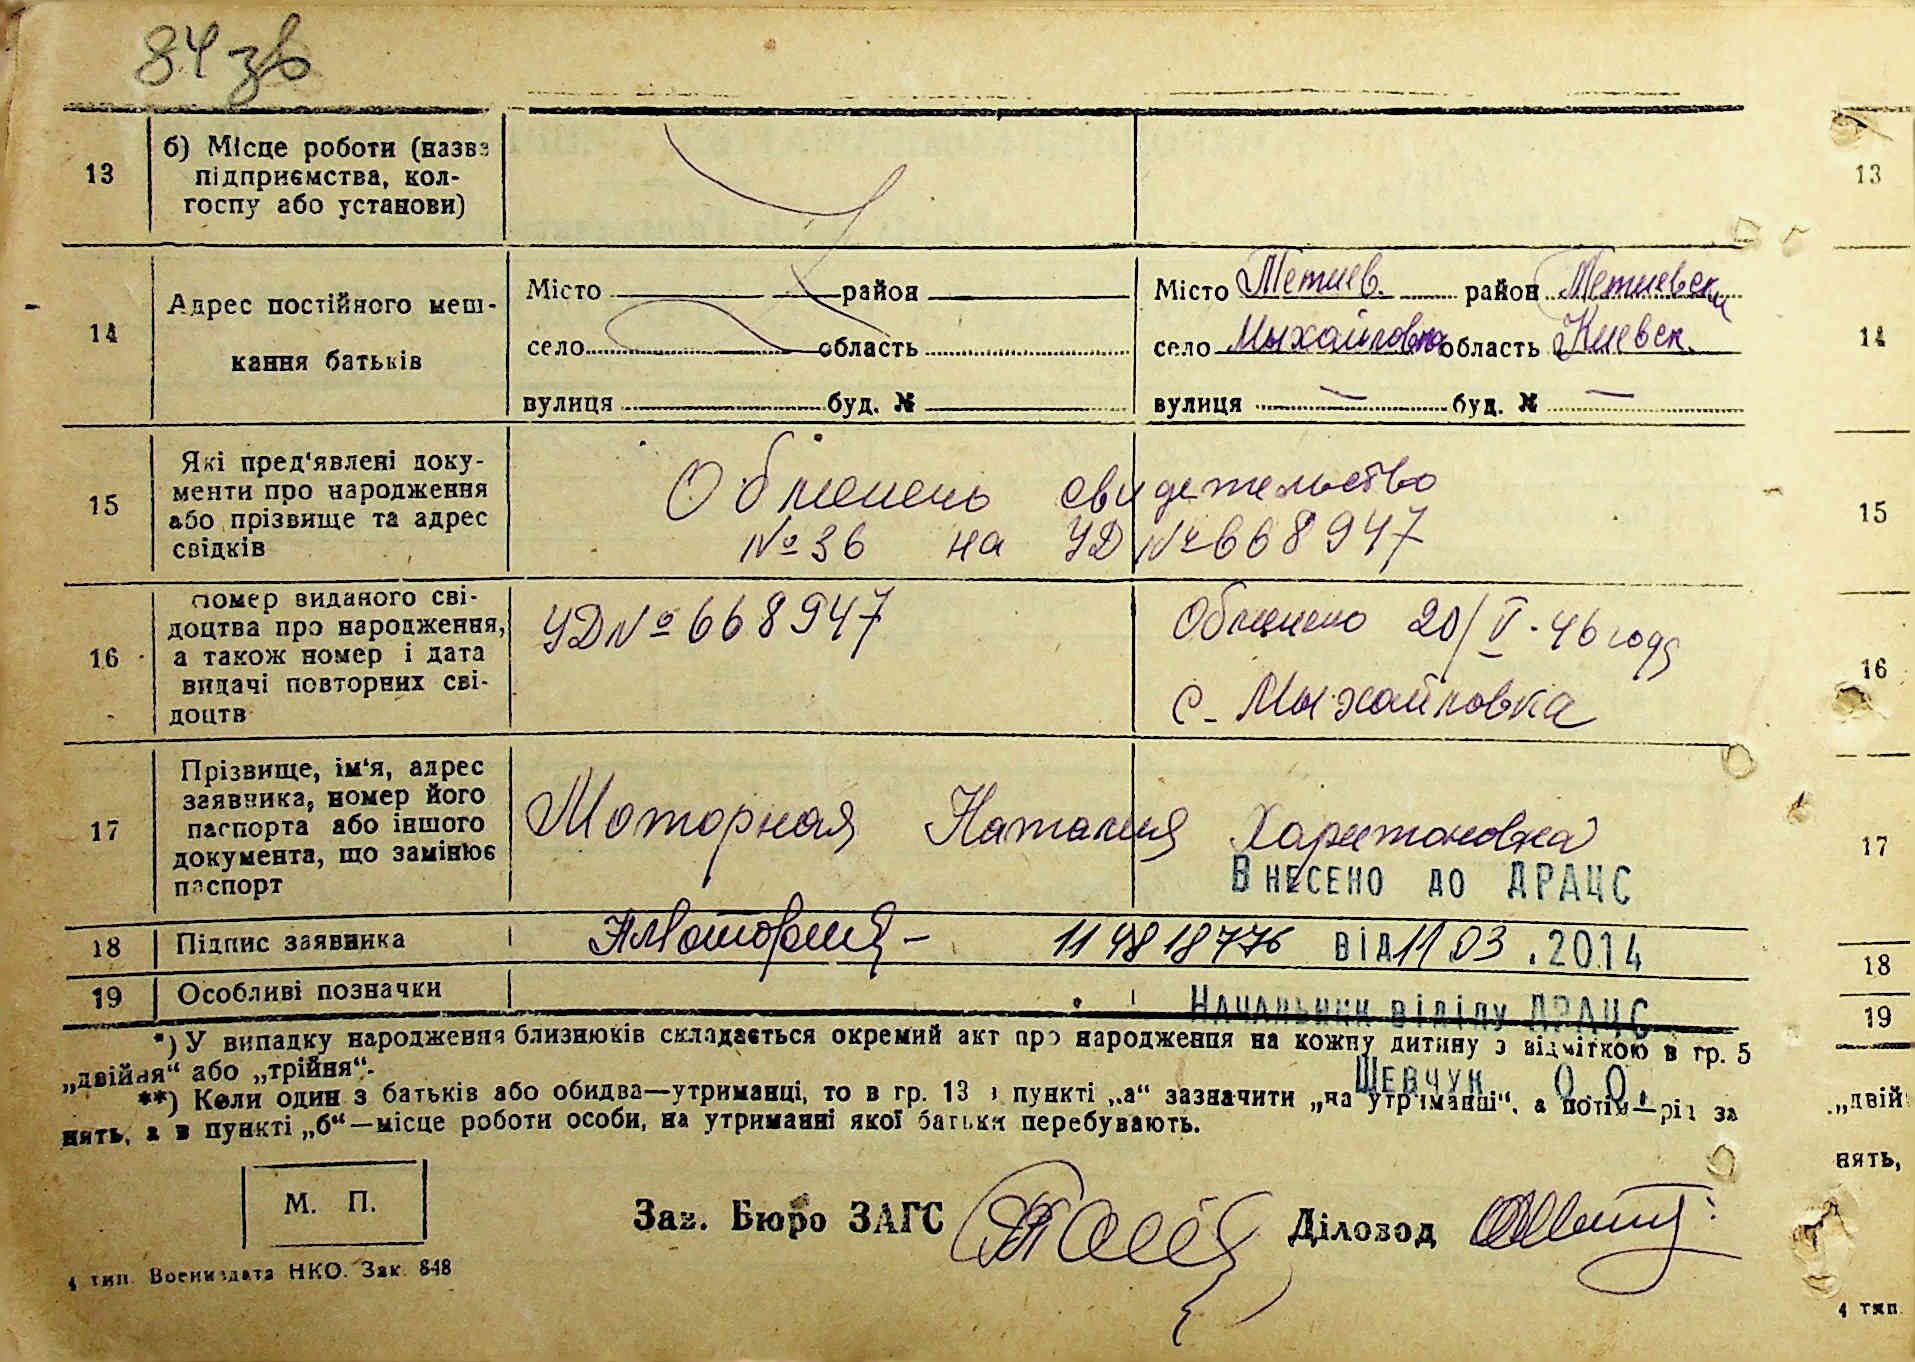 84 зв
13 б) Місце роботи (назва підприємства, колгоспу або установи) 13
14 Адрес постійного мешкання батьків 14
Місто район Місто Тетиев. район Тетиевск
село область село Мыхайловка область Киевск.
вулиця буд. № вулиця — буд. № —
15 Які пред'явлені документи про народження або прізвище та адрес свідків 15
Обменено свидетельство
№ 36 на УД № 668947
16 номер виданого свідоцтва про народження, а також номер і дата видачі повторних свідоцтв 16
УД № 668947 Обменено 20/V-46 года
с. Мыхайловка
17 Прізвище, ім'я, адрес заявника, номер його паспорта або іншого документа, що замінює паспорт 17
Моторная Наталия Харитоновна
Внесено до ДРАЦС
18 Підпис заявника 18
114818776 від 11 03 .2014
19 Особливі позначки 19
Начальник відділу ДРАЦС
*) У випадку народження близнюків складається окремий акт про народження на кожну дитину з відміткою в гр. 5
„двійня“ або „трійня“.
Шевчук О.О.
**) Коли один з батьків або обидва—утриманці, то в гр. 13 в пункті „а“ зазначити „на утриманні“, а потім—рід за
нять, а в пункті „б“—місце роботи особи, на утриманні якої батьки перебувають.
„двій
нять,
М. П.
Зав. Бюро ЗАГС Діловод
4 тип. Воениздата НКО. Зак. 848
4 тип